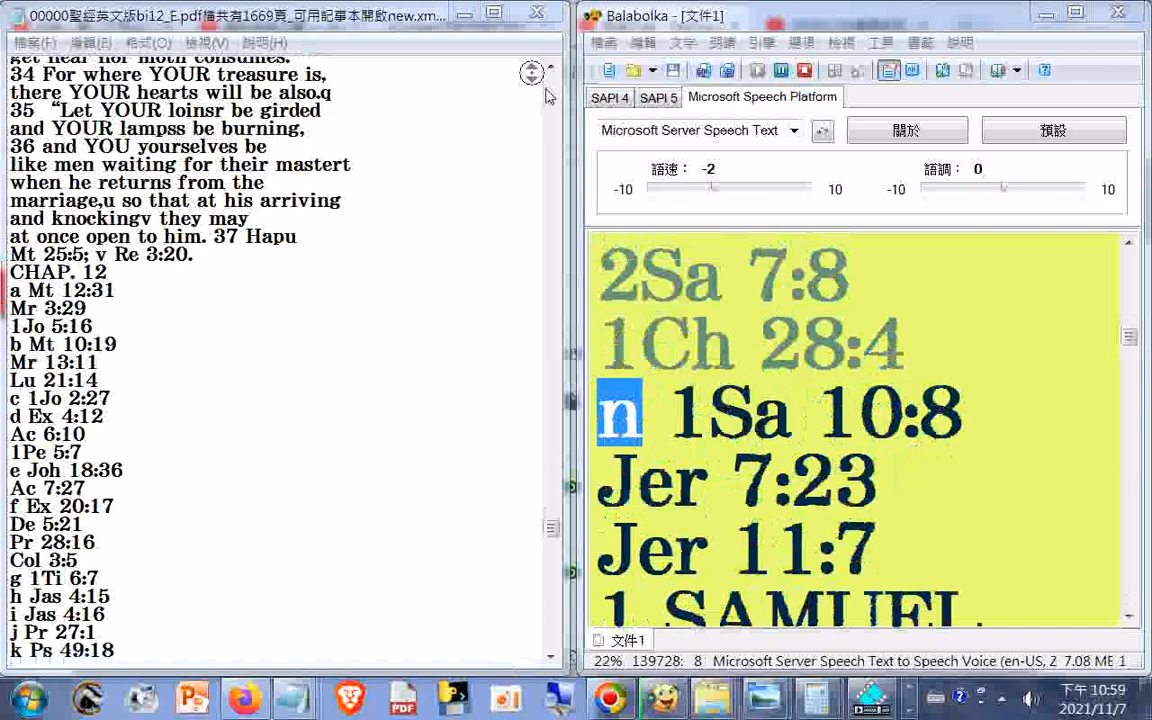 00000聖經英文版bi12_E.pdf檔共有1669頁_可用記事本開啟new.xm...
檔案(F) 編輯(E) 格式(O) 檢視(V) 說明(H)
get near nor moth consumes.
34 For where YOUR treasure is,
there YOUR hearts will be also.q
35 “Let YOUR loinsr be girded
and YOUR lampss be burning,
36 and YOU yourselves be
like men waiting for their mastert
when he returns from the
marriage,u so that at his arriving
and knockingv they may
at once open to him. 37 Hapu
Mt 25:5; v Re 3:20.
CHAP. 12
a Mt 12:31
Mr 3:29
1Jo 5:16
b Mt 10:19
Mr 13:11
Lu 21:14
c 1Jo 2:27
d Ex 4:12
Ac 6:10
1Pe 5:7
e Joh 18:36
Ac 7:27
f Ex 20:17
De 5:21
Pr 28:16
Col 3:5
g 1Ti 6:7
h Jas 4:15
i Jas 4:16
j Pr 27:1
k Ps 49:18
Balabolka - [文件1]
檔案 編輯 文字 朗讀 引擎 選項 檢視 工具 書籤 說明
SAPI 4 SAPI 5 Microsoft Speech Platform
Microsoft Server Speech Text 關於 預設
語速： -2 語調： 0
-10 10 -10 10
2Sa 7:8
1Ch 28:4
n 1Sa 10:8
Jer 7:23
Jer 11:7
1 SAMUEL
文件1
22% 139728: 8 Microsoft Server Speech Text to Speech Voice (en-US, Z 7.08 ME 1
PDF
下午 10:59
2021/11/7